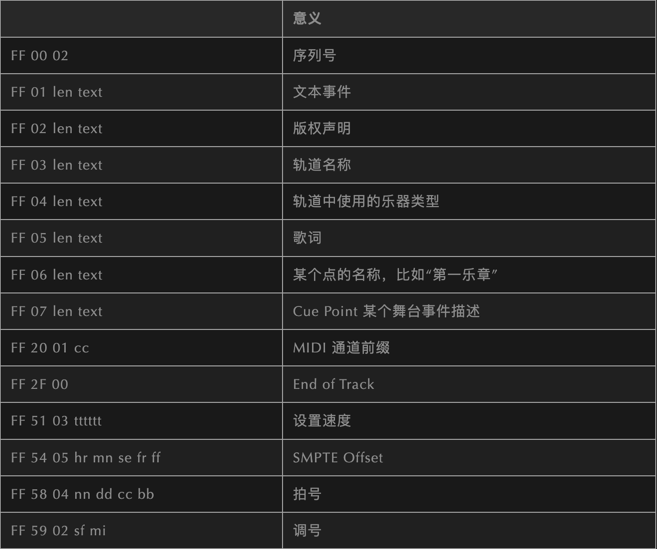 意义
FF 00 02 序列号
FF 01 len text 文本事件
FF 02 len text 版权声明
FF 03 len text 轨道名称
FF 04 len text 轨道中使用的乐器类型
FF 05 len text 歌词
FF 06 len text 某个点的名称，比如“第一乐章”
FF 07 len text Cue Point 某个舞台事件描述
FF 20 01 cc MIDI 通道前缀
FF 2F 00 End of Track
FF 51 03 tttttt 设置速度
FF 54 05 hr mn se fr ff SMPTE Offset
FF 58 04 nn dd cc bb 拍号
FF 59 02 sf mi 调号